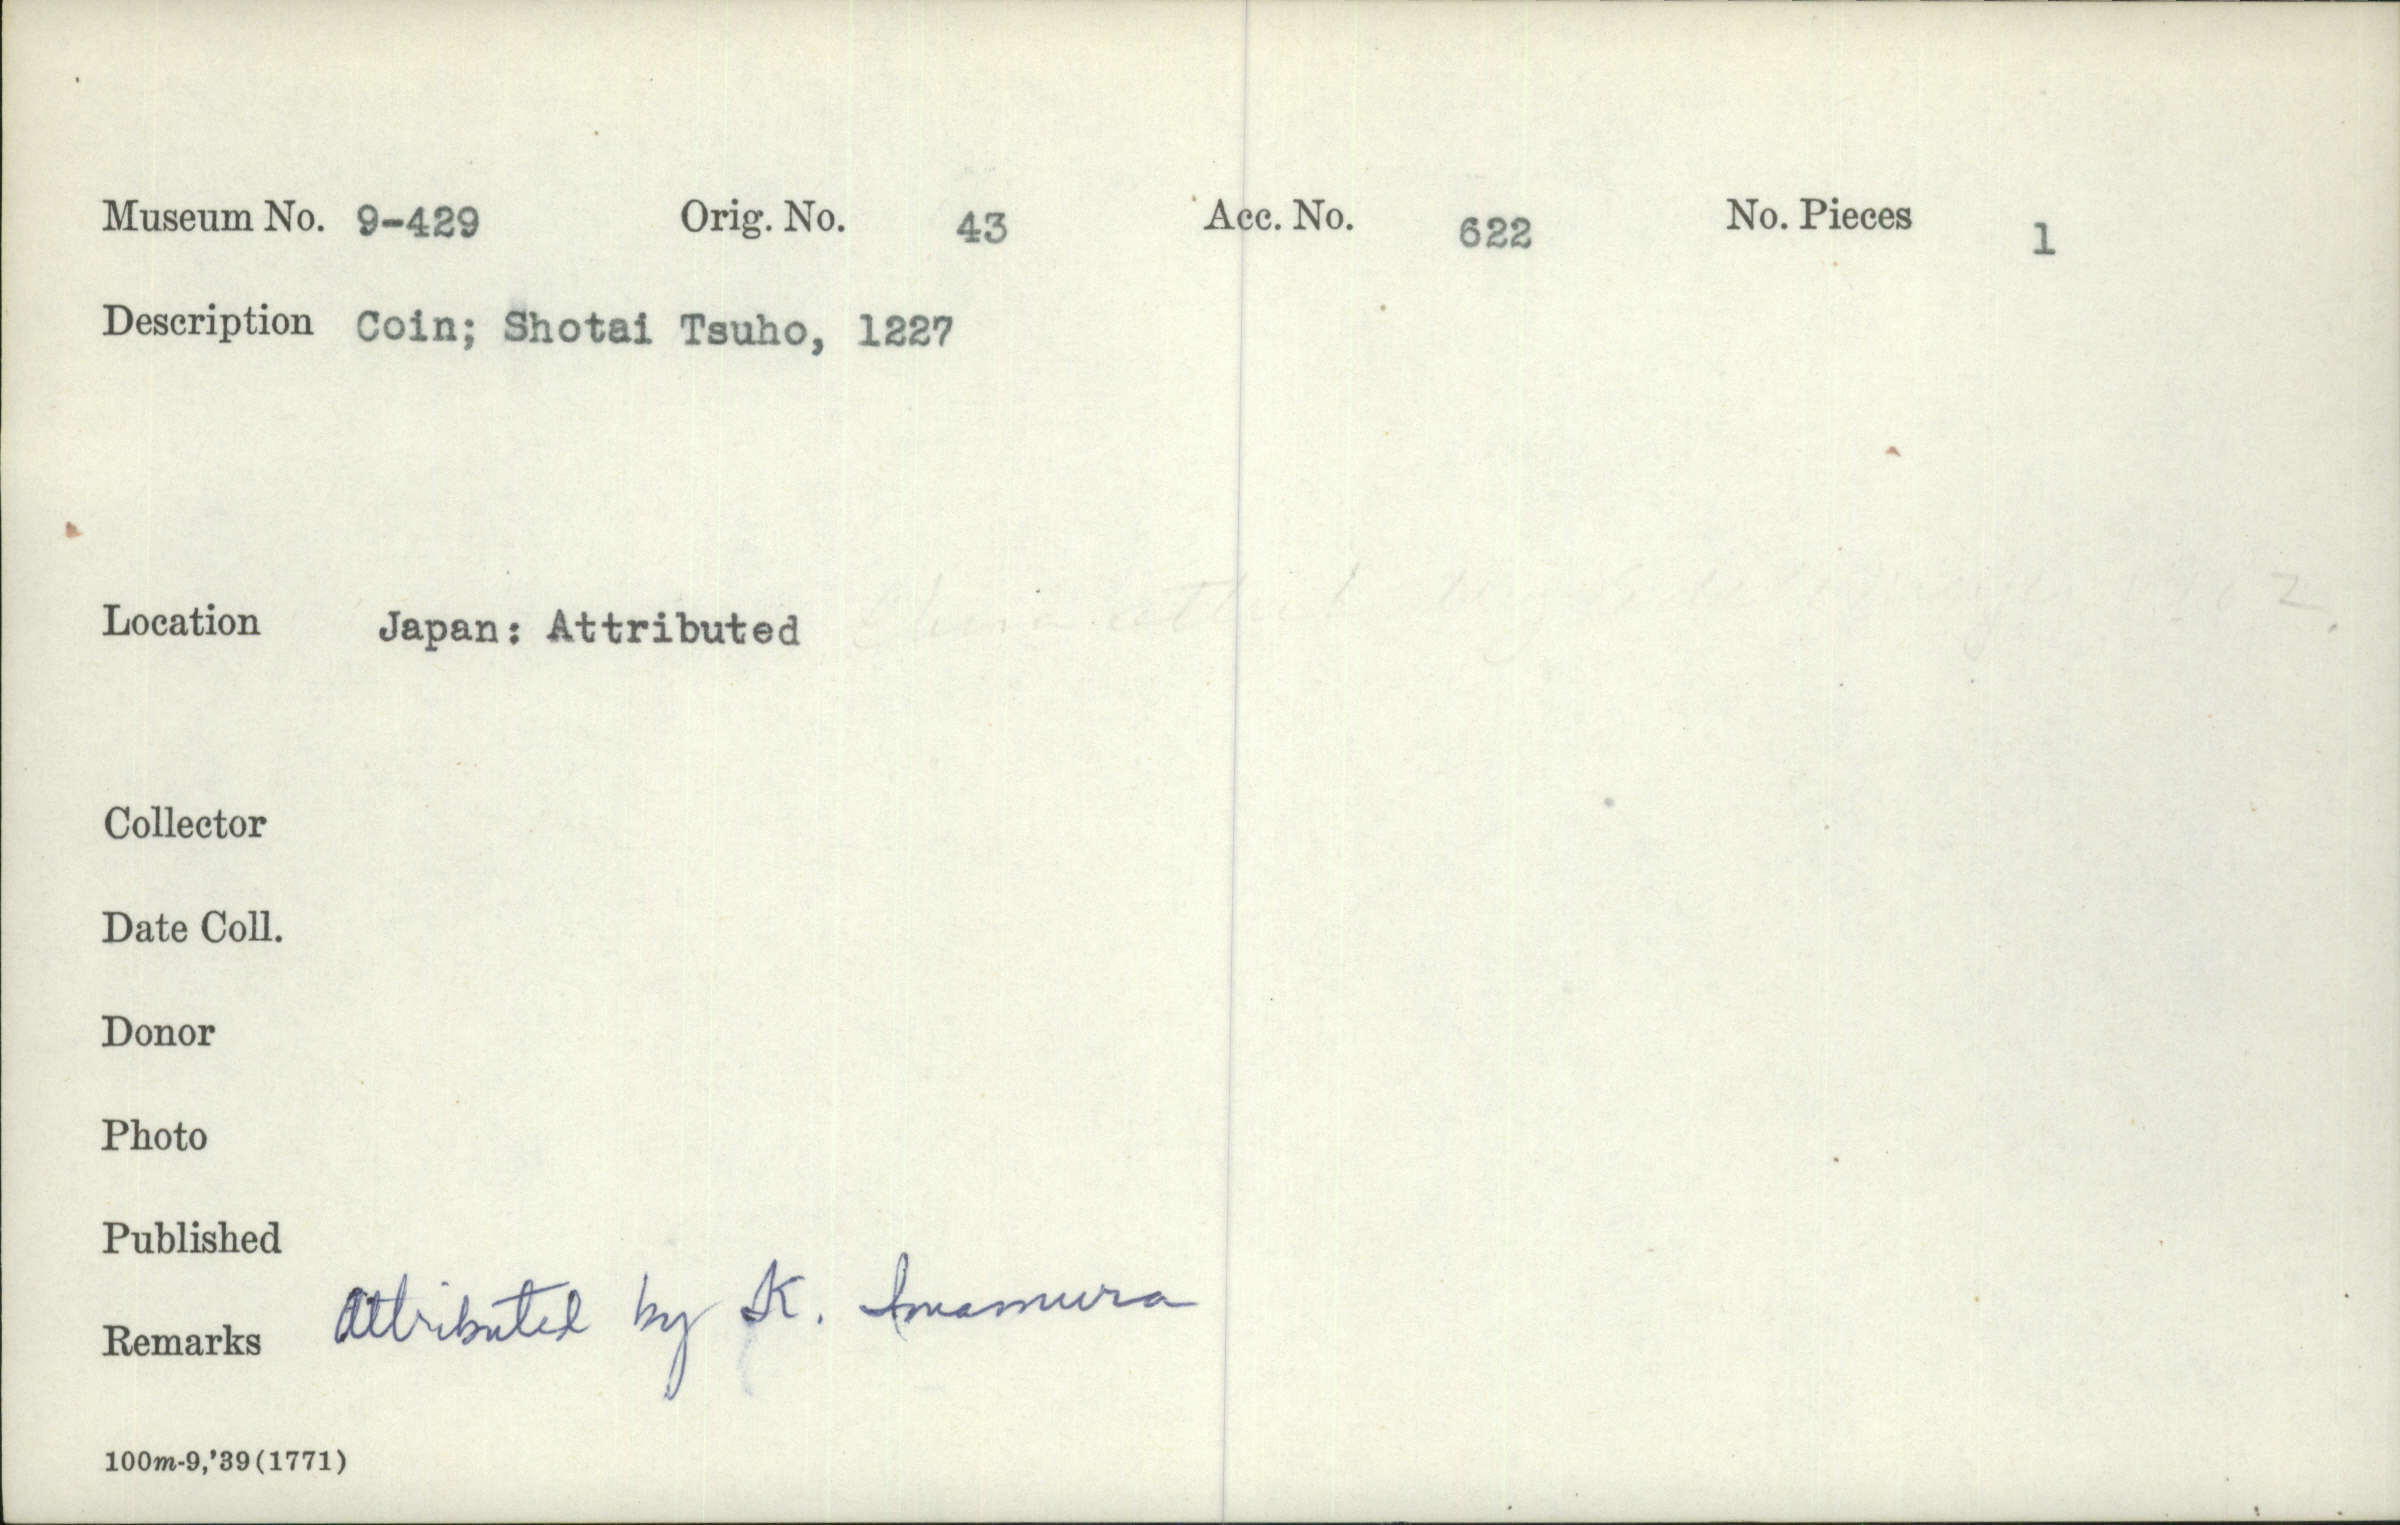 Museum No. 9-429 Orig. No. 43 Acc. No. 622 No. Pieces 1
Description Coin; Shotai Tsuho, 1227
Location Japan: Attributed
Collector
Date Coll.
Donor
Photo
Published
Remarks Attributed by K. Imamura
100m-9,'39(1771)